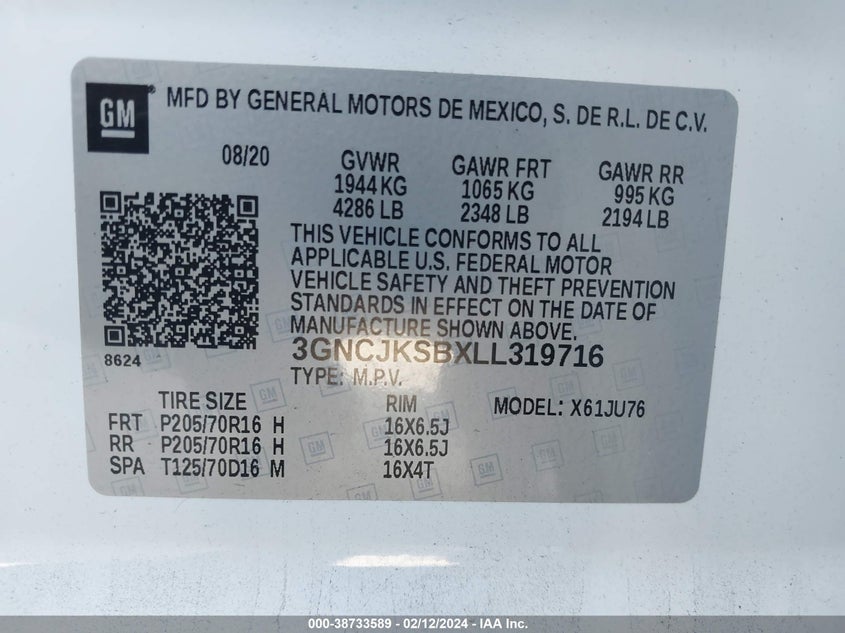 GM
MFD BY GENERAL MOTORS DE MEXICO, S. DE R.L. DE C.V.
08/20 GVWR GAWR FRT GAWR RR
1944 KG 1065 KG 995 KG
4286 LB 2348 LB 2194 LB
THIS VEHICLE CONFORMS TO ALL
APPLICABLE U.S. FEDERAL MOTOR
VEHICLE SAFETY AND THEFT PREVENTION
STANDARDS IN EFFECT ON THE DATE OF
MANUFACTURE SHOWN ABOVE.
8624
3GNCJKSBXLL319716
TYPE: M.P.V.
TIRE SIZE RIM MODEL: X61JU76
FRT P205/70R16 H 16X6.5J
RR P205/70R16 H 16X6.5J
SPA T125/70D16 M 16X4T
000-38733589 - 02/12/2024 - IAA Inc.